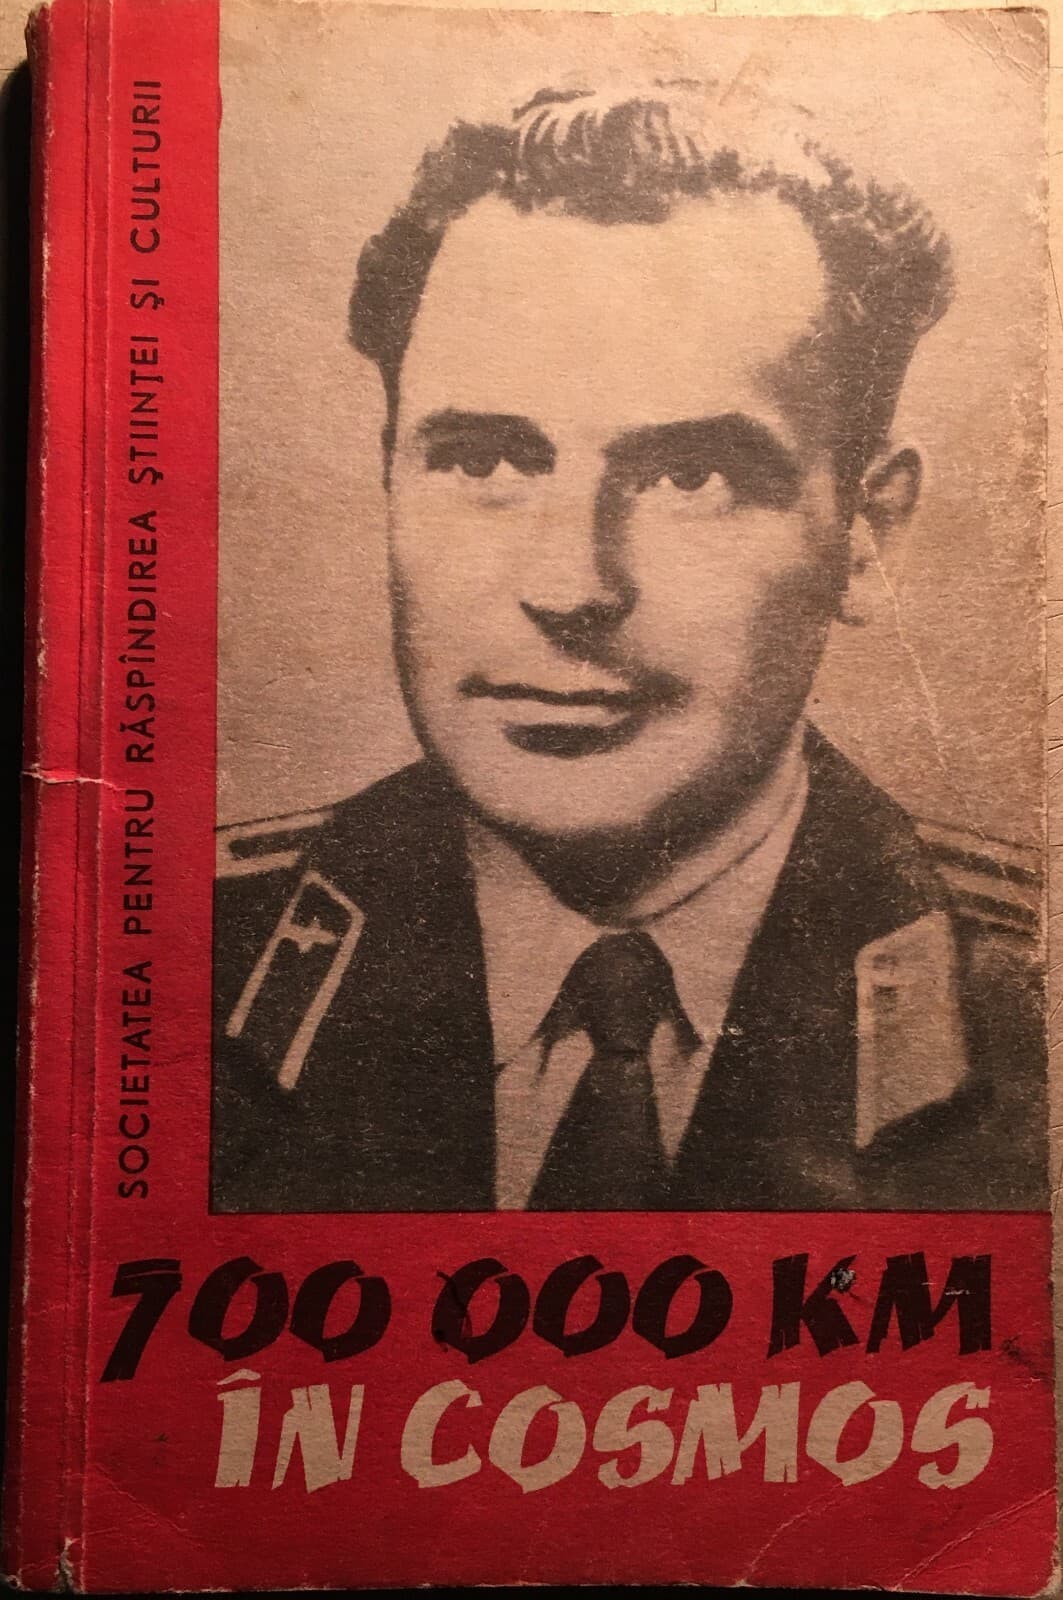 SOCIETATEA PENTRU RĂSPÎNDIREA ŞTIINŢEI ŞI CULTURII
700 000 KM
ÎN COSMOS